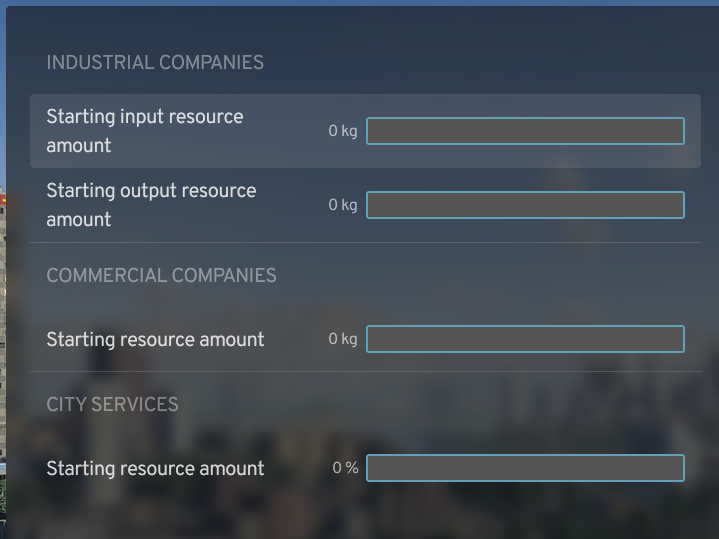 INDUSTRIAL COMPANIES
Starting input resource
amount
0 kg
Starting output resource
amount
0 kg
COMMERCIAL COMPANIES
Starting resource amount
0 kg
CITY SERVICES
Starting resource amount
0 %